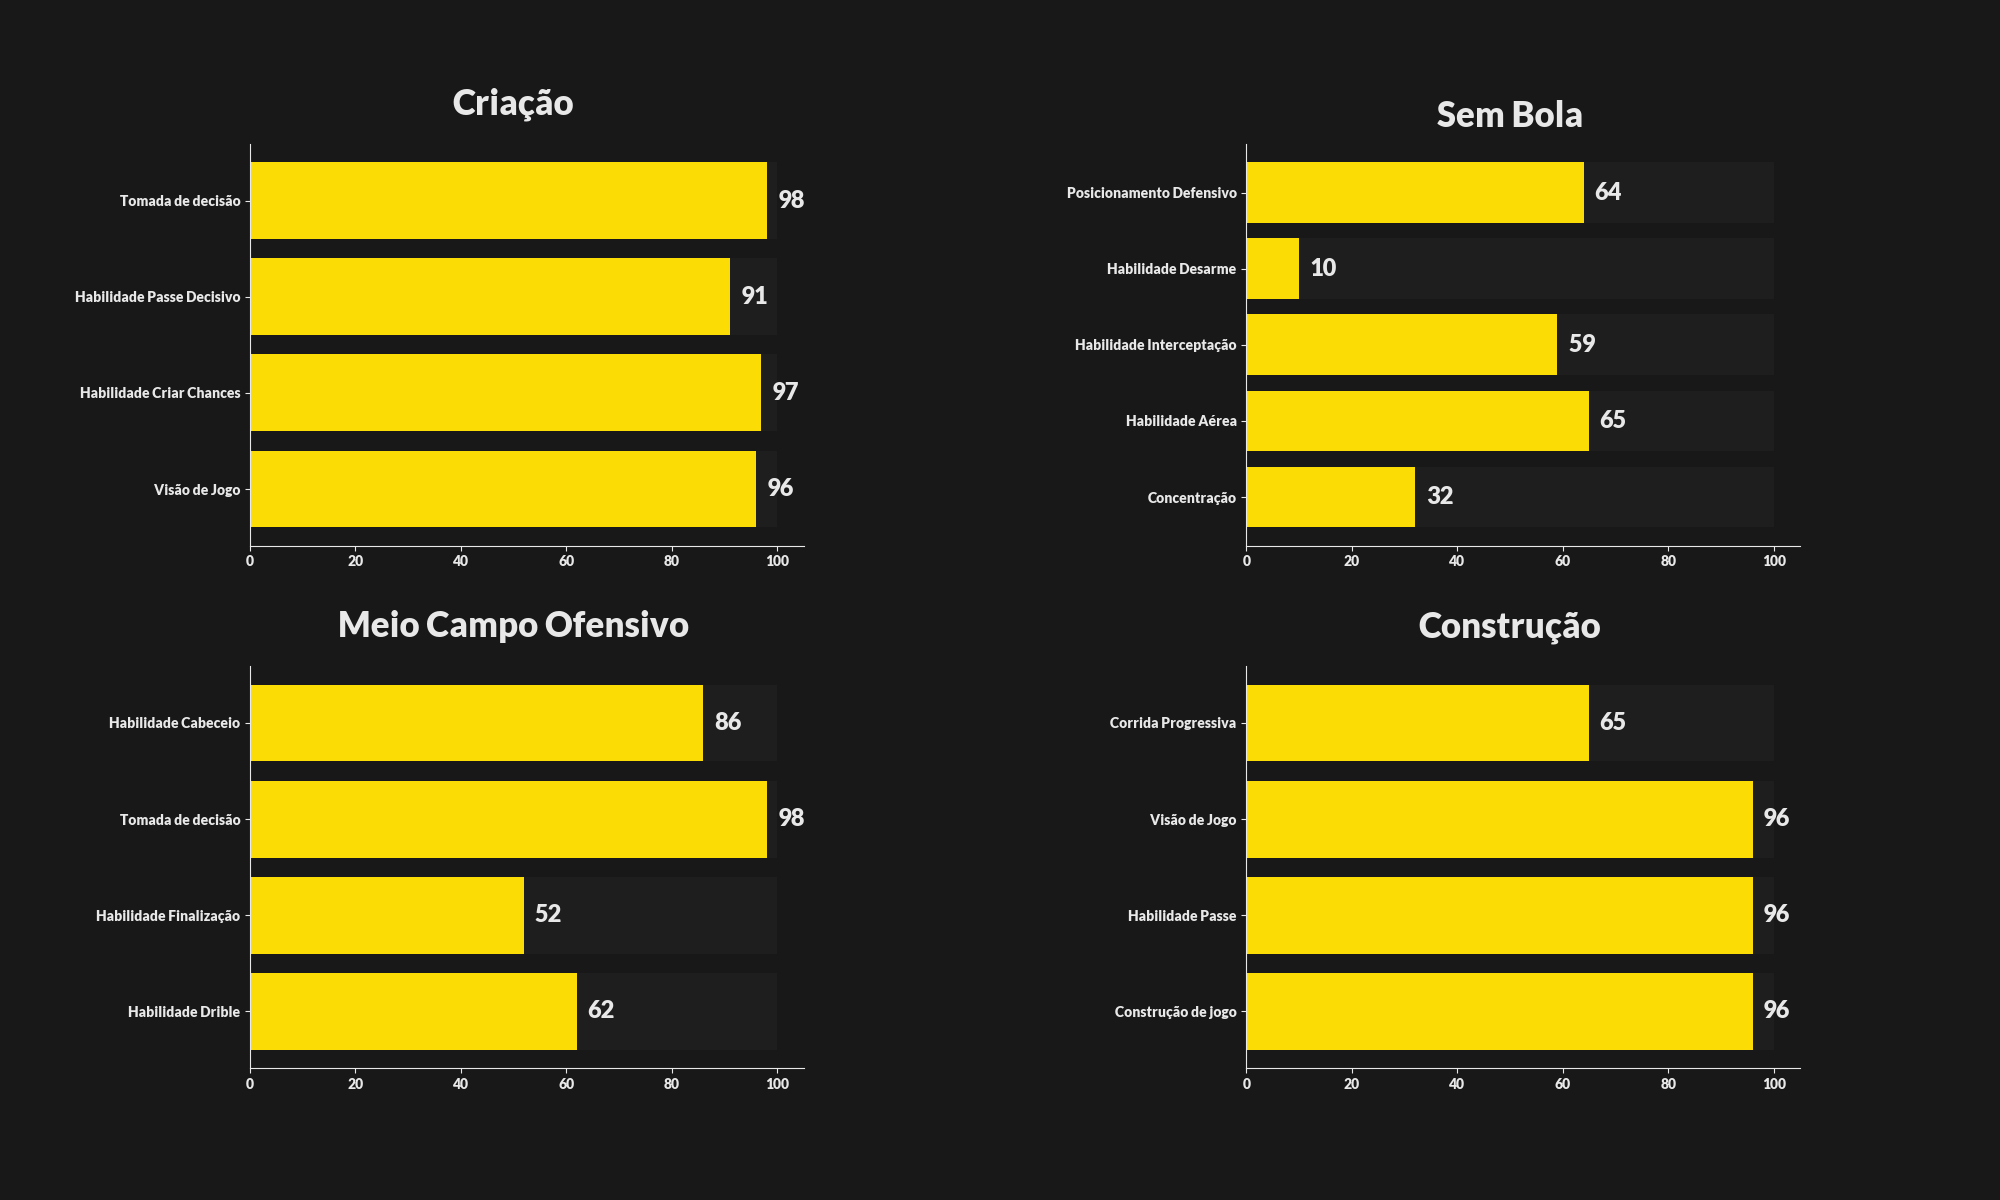 Criação
Tomada de decisão
98
Habilidade Passe Decisivo
91
Habilidade Criar Chances
97
Visão de Jogo
96
0 20 40 60 80 100
Sem Bola
Posicionamento Defensivo
64
Habilidade Desarme
10
Habilidade Interceptação
59
Habilidade Aérea
65
Concentração
32
0 20 40 60 80 100
Meio Campo Ofensivo
Habilidade Cabeceio
86
Tomada de decisão
98
Habilidade Finalização
52
Habilidade Drible
62
0 20 40 60 80 100
Construção
Corrida Progressiva
65
Visão de Jogo
96
Habilidade Passe
96
Construção de jogo
96
0 20 40 60 80 100